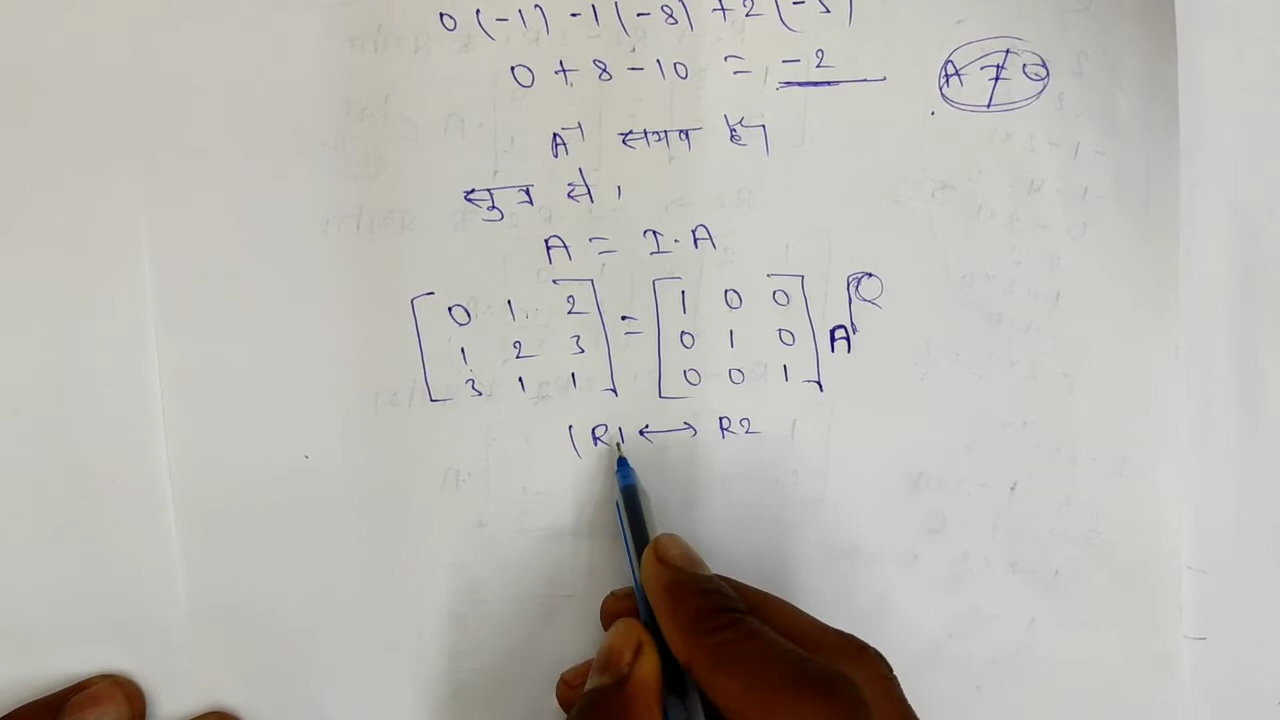 0 (-1) -1 (-8) + 2 (-5)
0 + 8 - 10 = -2
A ≠ 0
A⁻¹ सम्भव है।
सूत्र से।
A = I·A
[0 1 2] = [1 0 0]
[1 2 3] [0 1 0] A
[3 1 1] [0 0 1]
(R1 ⟷ R2